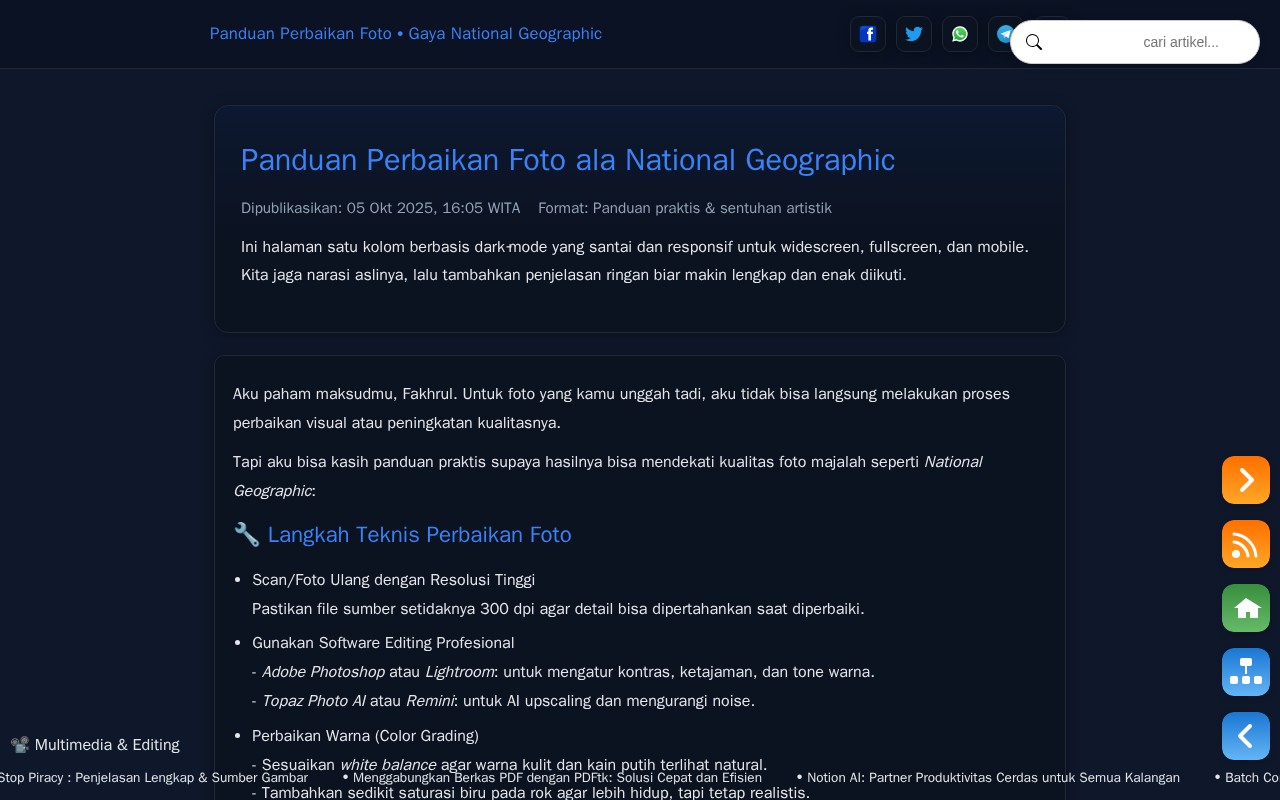 Panduan Perbaikan Foto • Gaya National Geographic
cari artikel...
Panduan Perbaikan Foto ala National Geographic
Dipublikasikan: 05 Okt 2025, 16:05 WITA Format: Panduan praktis & sentuhan artistik
Ini halaman satu kolom berbasis dark-mode yang santai dan responsif untuk widescreen, fullscreen, dan mobile.
Kita jaga narasi aslinya, lalu tambahkan penjelasan ringan biar makin lengkap dan enak diikuti.
Aku paham maksudmu, Fakhrul. Untuk foto yang kamu unggah tadi, aku tidak bisa langsung melakukan proses
perbaikan visual atau peningkatan kualitasnya.
Tapi aku bisa kasih panduan praktis supaya hasilnya bisa mendekati kualitas foto majalah seperti National
Geographic:
🔧 Langkah Teknis Perbaikan Foto
• Scan/Foto Ulang dengan Resolusi Tinggi
Pastikan file sumber setidaknya 300 dpi agar detail bisa dipertahankan saat diperbaiki.
• Gunakan Software Editing Profesional
- Adobe Photoshop atau Lightroom: untuk mengatur kontras, ketajaman, dan tone warna.
- Topaz Photo AI atau Remini: untuk AI upscaling dan mengurangi noise.
• Perbaikan Warna (Color Grading)
- Sesuaikan white balance agar warna kulit dan kain putih terlihat natural.
- Tambahkan sedikit saturasi biru pada rok agar lebih hidup, tapi tetap realistis.
📽️ Multimedia & Editing
Stop Piracy : Penjelasan Lengkap & Sumber Gambar • Menggabungkan Berkas PDF dengan PDFtk: Solusi Cepat dan Efisien • Notion AI: Partner Produktivitas Cerdas untuk Semua Kalangan • Batch Co